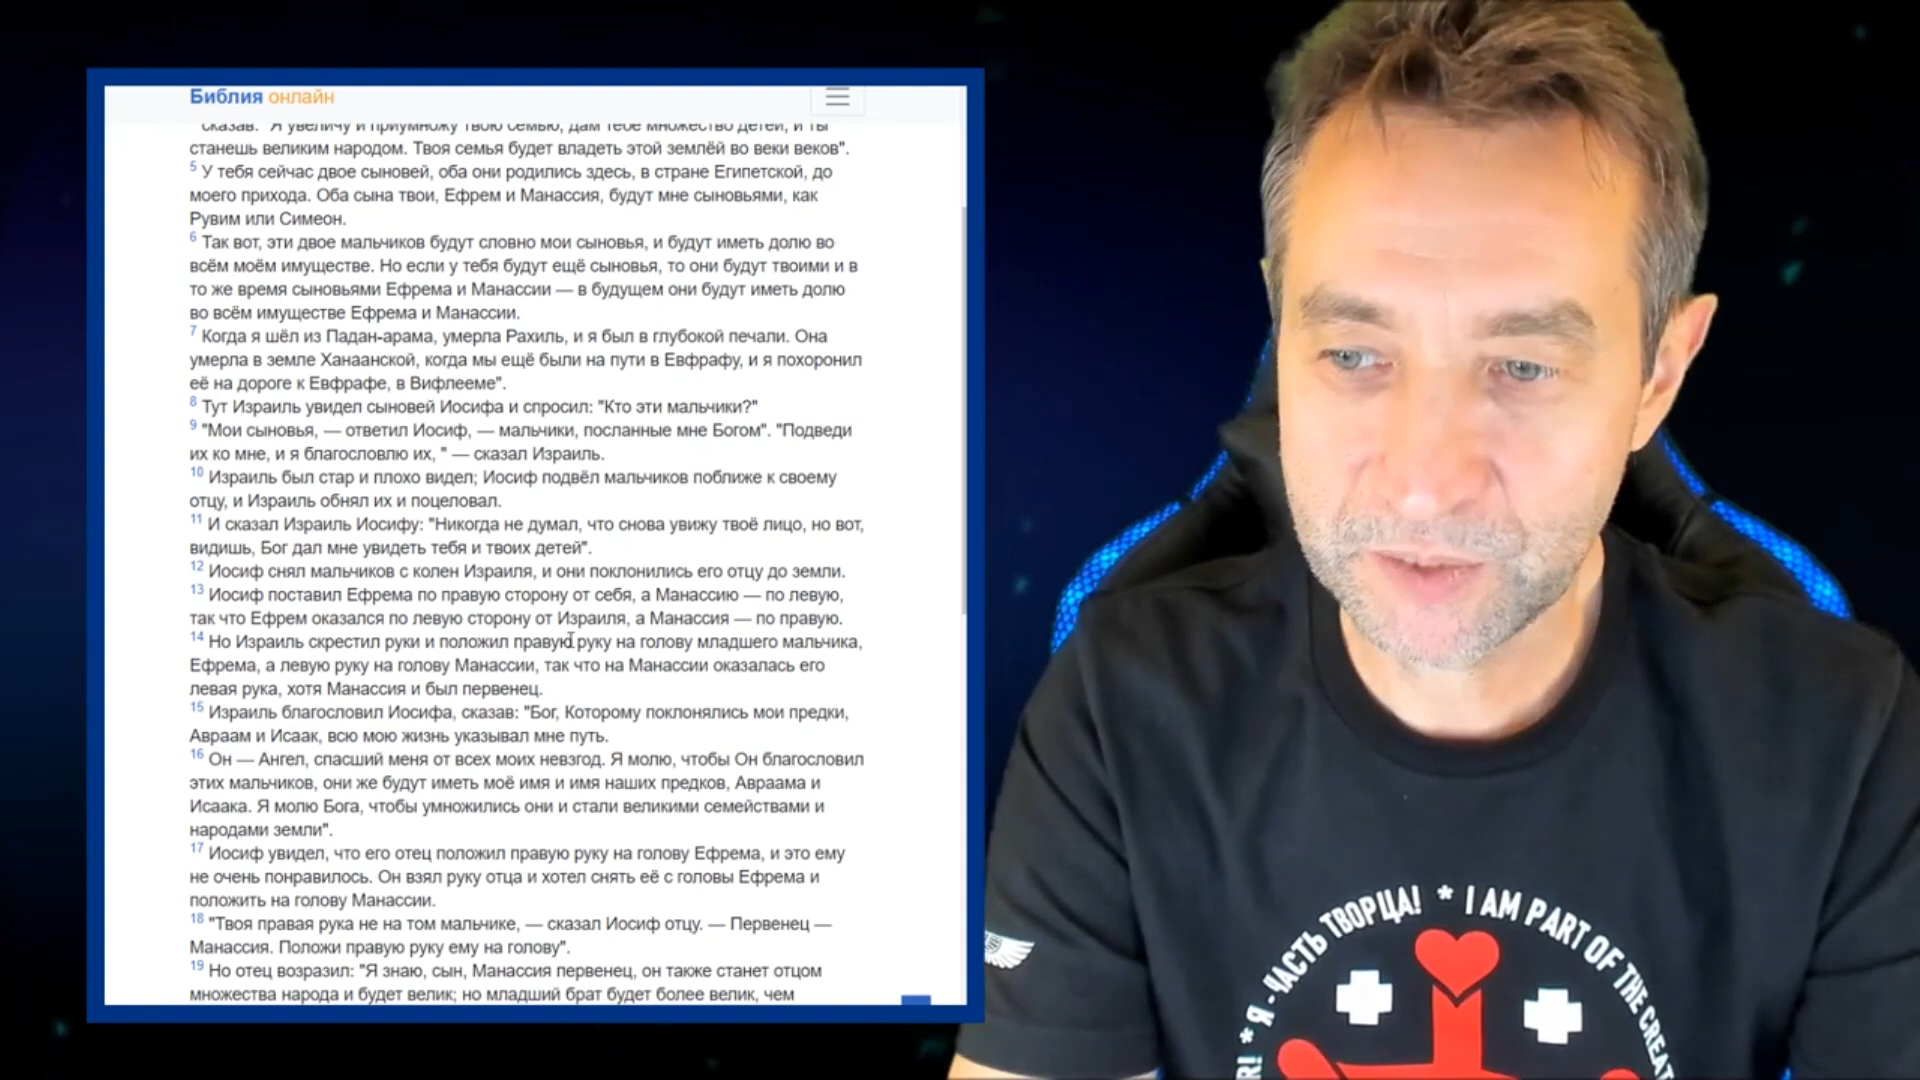 Библия онлайн
сказав: "Я увеличу и приумножу твою семью, дам тебе множество детей, и ты
станешь великим народом. Твоя семья будет владеть этой землёй во веки веков".
5 У тебя сейчас двое сыновей, оба они родились здесь, в стране Египетской, до
моего прихода. Оба сына твои, Ефрем и Манассия, будут мне сыновьями, как
Рувим или Симеон.
6 Так вот, эти двое мальчиков будут словно мои сыновья, и будут иметь долю во
всём моём имуществе. Но если у тебя будут ещё сыновья, то они будут твоими и в
то же время сыновьями Ефрема и Манассии — в будущем они будут иметь долю
во всём имуществе Ефрема и Манассии.
7 Когда я шёл из Падан-арама, умерла Рахиль, и я был в глубокой печали. Она
умерла в земле Ханаанской, когда мы ещё были на пути в Евфрафу, и я похоронил
её на дороге к Евфрафе, в Вифлееме".
8 Тут Израиль увидел сыновей Иосифа и спросил: "Кто эти мальчики?"
9 "Мои сыновья, — ответил Иосиф, — мальчики, посланные мне Богом". "Подведи
их ко мне, и я благословлю их, " — сказал Израиль.
10 Израиль был стар и плохо видел; Иосиф подвёл мальчиков поближе к своему
отцу, и Израиль обнял их и поцеловал.
11 И сказал Израиль Иосифу: "Никогда не думал, что снова увижу твоё лицо, но вот,
видишь, Бог дал мне увидеть тебя и твоих детей".
12 Иосиф снял мальчиков с колен Израиля, и они поклонились его отцу до земли.
13 Иосиф поставил Ефрема по правую сторону от себя, а Манассию — по левую,
так что Ефрем оказался по левую сторону от Израиля, а Манассия — по правую.
14 Но Израиль скрестил руки и положил правую руку на голову младшего мальчика,
Ефрема, а левую руку на голову Манассии, так что на Манассии оказалась его
левая рука, хотя Манассия и был первенец.
15 Израиль благословил Иосифа, сказав: "Бог, Которому поклонялись мои предки,
Авраам и Исаак, всю мою жизнь указывал мне путь.
16 Он — Ангел, спасший меня от всех моих невзгод. Я молю, чтобы Он благословил
этих мальчиков, они же будут иметь моё имя и имя наших предков, Авраама и
Исаака. Я молю Бога, чтобы умножились они и стали великими семействами и
народами земли".
17 Иосиф увидел, что его отец положил правую руку на голову Ефрема, и это ему
не очень понравилось. Он взял руку отца и хотел снять её с головы Ефрема и
положить на голову Манассии.
18 "Твоя правая рука не на том мальчике, — сказал Иосиф отцу. — Первенец —
Манассия. Положи правую руку ему на голову".
19 Но отец возразил: "Я знаю, сын, Манассия первенец, он также станет отцом
множества народа и будет велик; но младший брат будет более велик, чем
R! * Я - ЧАСТЬ ТВОРЦА! * I AM PART OF THE CREAT